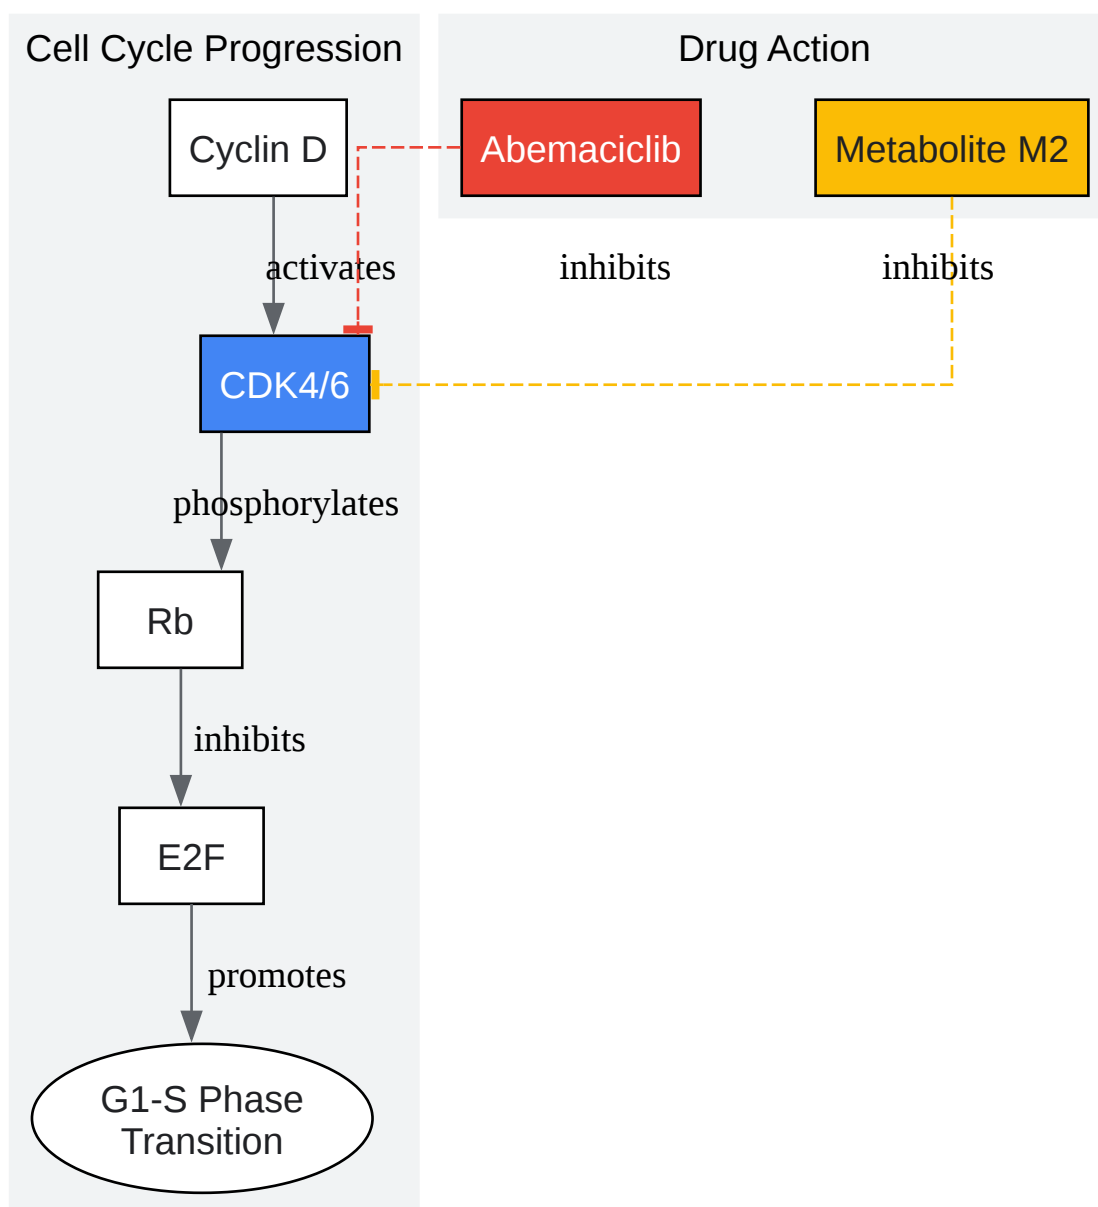 Cell Cycle Progression
Drug Action
Cyclin D
Abemaciclib
Metabolite M2
activates
inhibits
inhibits
CDK4/6
phosphorylates
Rb
inhibits
E2F
promotes
G1-S Phase
Transition